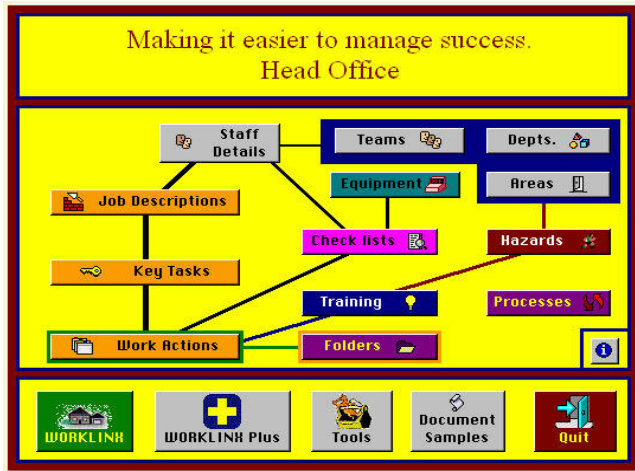 Making it easier to manage success.
Head Office
Staff
Details
Teams
Depts.
Equipment
Areas
Job Descriptions
Check lists
Hazards
Key Tasks
Training
Processes
Work Actions
Folders
i
WORKLINX
WORKLINX Plus
Tools
Document
Samples
Quit